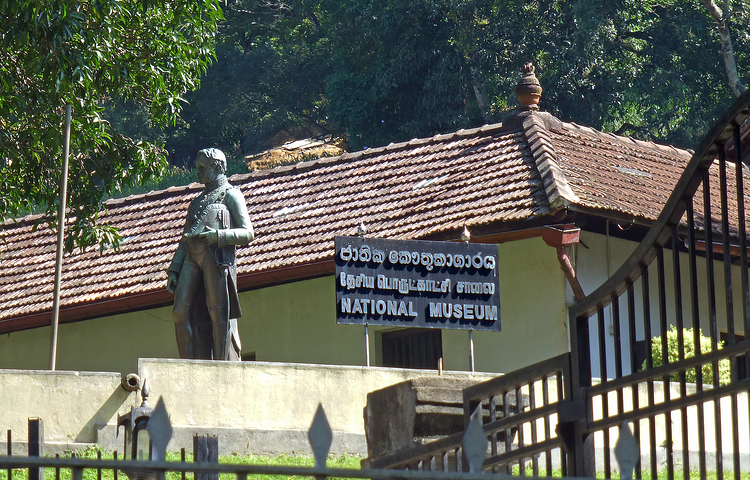 ජාතික කෞතුකාගාරය
தேசிய பொருட்காட்சி சாலை
NATIONAL MUSEUM